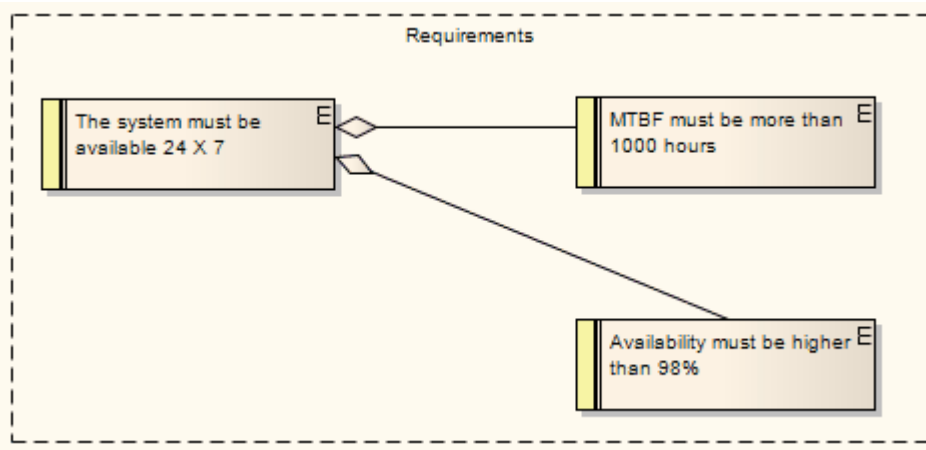 Requirements
The system must be
available 24 X 7
E
MTBF must be more than
1000 hours
E
Availability must be higher
than 98%
E